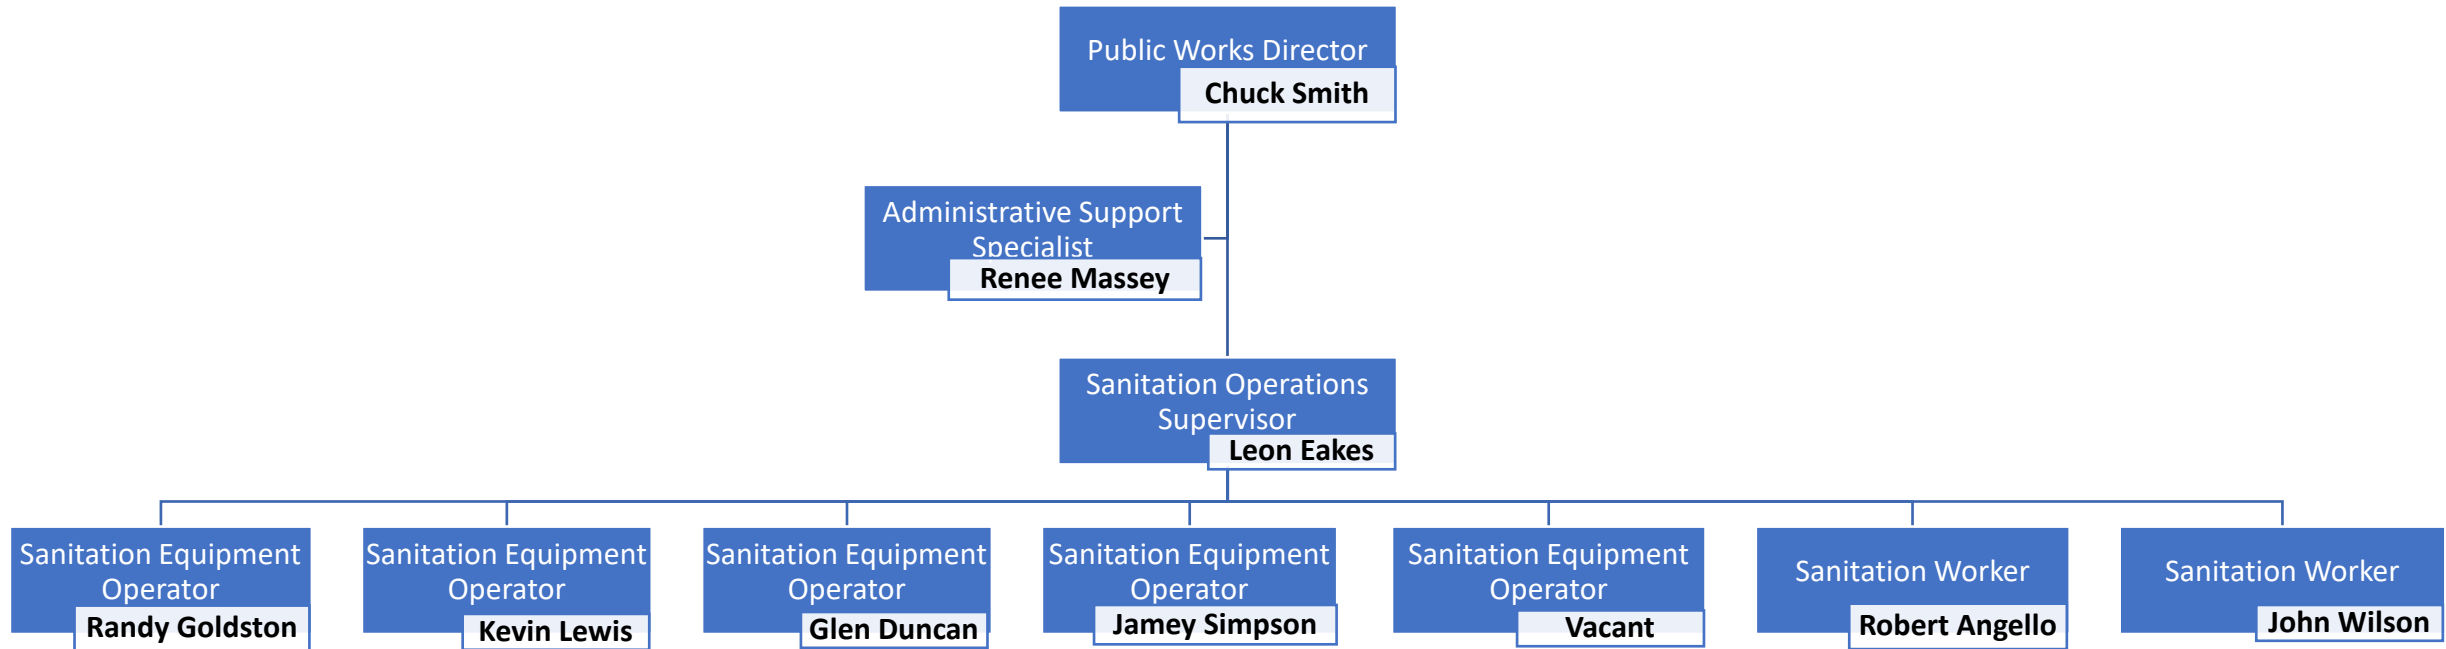 Public Works Director
Chuck Smith
Administrative Support
Specialist
Renee Massey
Sanitation Operations
Supervisor
Leon Eakes
Sanitation Equipment
Operator
Randy Goldston
Sanitation Equipment
Operator
Kevin Lewis
Sanitation Equipment
Operator
Glen Duncan
Sanitation Equipment
Operator
Jamey Simpson
Sanitation Equipment
Operator
Vacant
Sanitation Worker
Robert Angello
Sanitation Worker
John Wilson